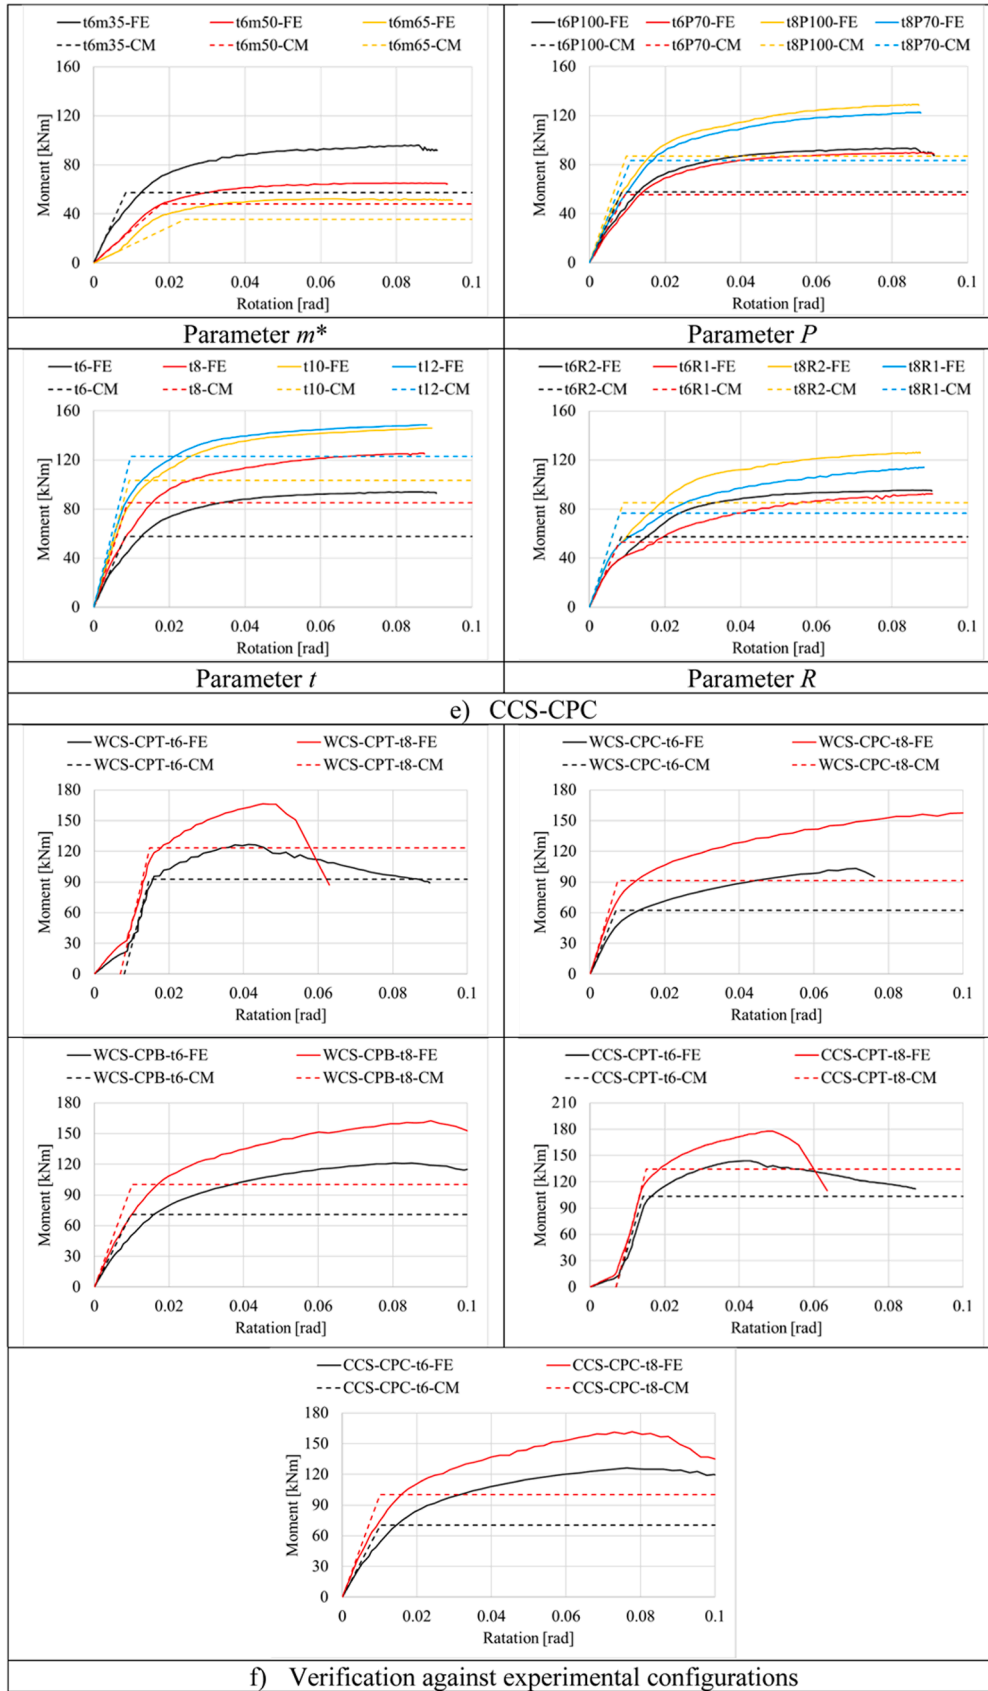 t6m35-FE t6m50-FE t6m65-FE
t6m35-CM t6m50-CM t6m65-CM
160
120
80
40
0
Moment [kNm]
0 0.02 0.04 0.06 0.08 0.1
Rotation [rad]
Parameter m*
t6P100-FE t6P70-FE t8P100-FE t8P70-FE
t6P100-CM t6P70-CM t8P100-CM t8P70-CM
160
120
80
40
0
Moment [kNm]
0 0.02 0.04 0.06 0.08 0.1
Rotation [rad]
Parameter P
t6-FE t8-FE t10-FE t12-FE
t6-CM t8-CM t10-CM t12-CM
160
120
80
40
0
Moment [kNm]
0 0.02 0.04 0.06 0.08 0.1
Rotation [rad]
Parameter t
t6R2-FE t6R1-FE t8R2-FE t8R1-FE
t6R2-CM t6R1-CM t8R2-CM t8R1-CM
160
120
80
40
0
Moment [kNm]
0 0.02 0.04 0.06 0.08 0.1
Rotation [rad]
Parameter R
e) CCS-CPC
WCS-CPT-t6-FE WCS-CPT-t8-FE
WCS-CPT-t6-CM WCS-CPT-t8-CM
180
150
120
90
60
30
0
Moment [kNm]
0 0.02 0.04 0.06 0.08 0.1
Ratation [rad]
WCS-CPC-t6-FE WCS-CPC-t8-FE
WCS-CPC-t6-CM WCS-CPC-t8-CM
180
150
120
90
60
30
0
Moment [kNm]
0 0.02 0.04 0.06 0.08 0.1
Ratation [rad]
WCS-CPB-t6-FE WCS-CPB-t8-FE
WCS-CPB-t6-CM WCS-CPB-t8-CM
180
150
120
90
60
30
0
Moment [kNm]
0 0.02 0.04 0.06 0.08 0.1
Ratation [rad]
CCS-CPT-t6-FE CCS-CPT-t8-FE
CCS-CPT-t6-CM CCS-CPT-t8-CM
210
180
150
120
90
60
30
0
Moment [kNm]
0 0.02 0.04 0.06 0.08 0.1
Ratation [rad]
CCS-CPC-t6-FE CCS-CPC-t8-FE
CCS-CPC-t6-CM CCS-CPC-t8-CM
180
150
120
90
60
30
0
Moment [kNm]
0 0.02 0.04 0.06 0.08 0.1
Ratation [rad]
f) Verification against experimental configurations